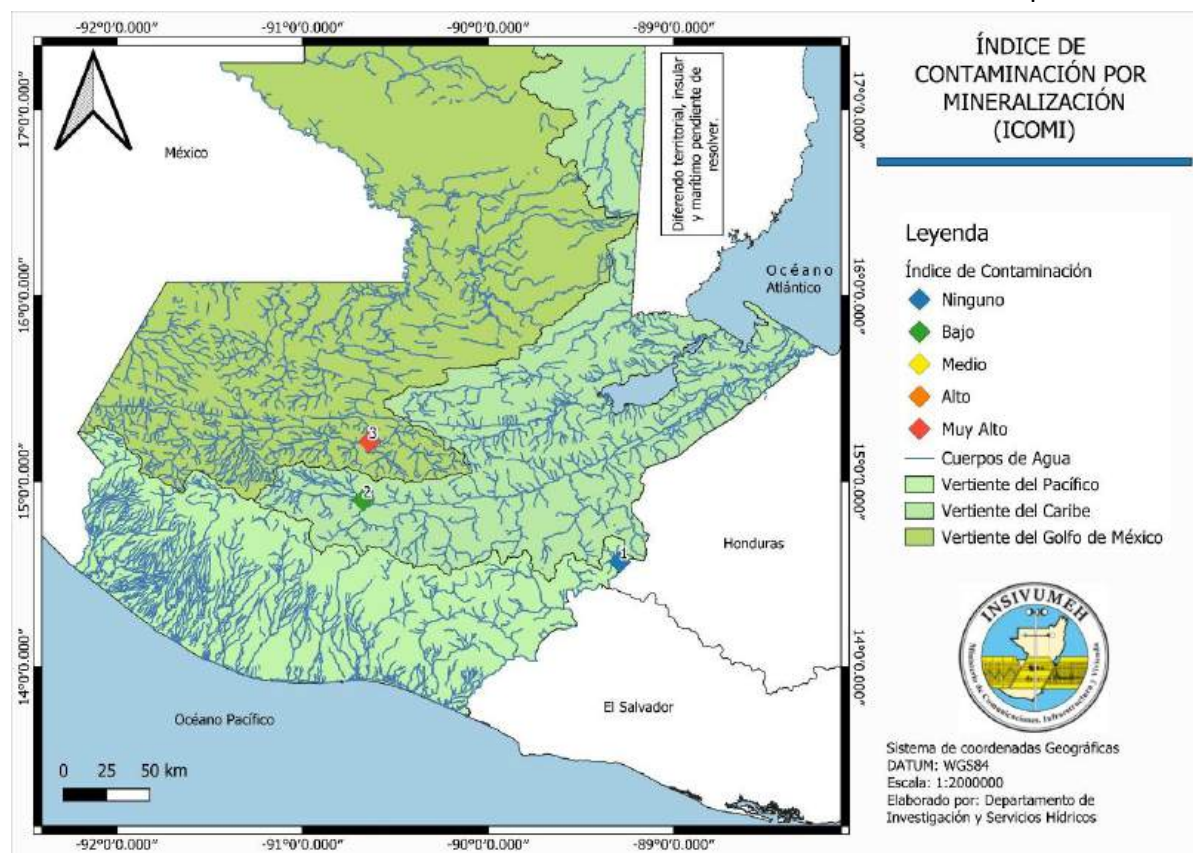 -92°0'0.000" -91°0'0.000" -90°0'0.000" -89°0'0.000"
17°0'0.000"
16°0'0.000"
15°0'0.000"
14°0'0.000"
México
Diferendo territorial, insular
y marítimo pendiente de
resolver.
Océano
Atlántico
3
2
1
Honduras
El Salvador
Océano Pacífico
0 25 50 km
17°0'0.000"
16°0'0.000"
15°0'0.000"
14°0'0.000"
-92°0'0.000" -91°0'0.000" -90°0'0.000" -89°0'0.000"
ÍNDICE DE
CONTAMINACIÓN POR
MINERALIZACIÓN
(ICOMI)
Leyenda
Índice de Contaminación
Ninguno
Bajo
Medio
Alto
Muy Alto
Cuerpos de Agua
Vertiente del Pacífico
Vertiente del Caribe
Vertiente del Golfo de México
INSIVUMEH
Ministerio de Comunicaciones, Infraestructura y Vivienda
Sistema de coordenadas Geográficas
DATUM: WGS84
Escala: 1:2000000
Elaborado por: Departamento de
Investigación y Servicios Hídricos